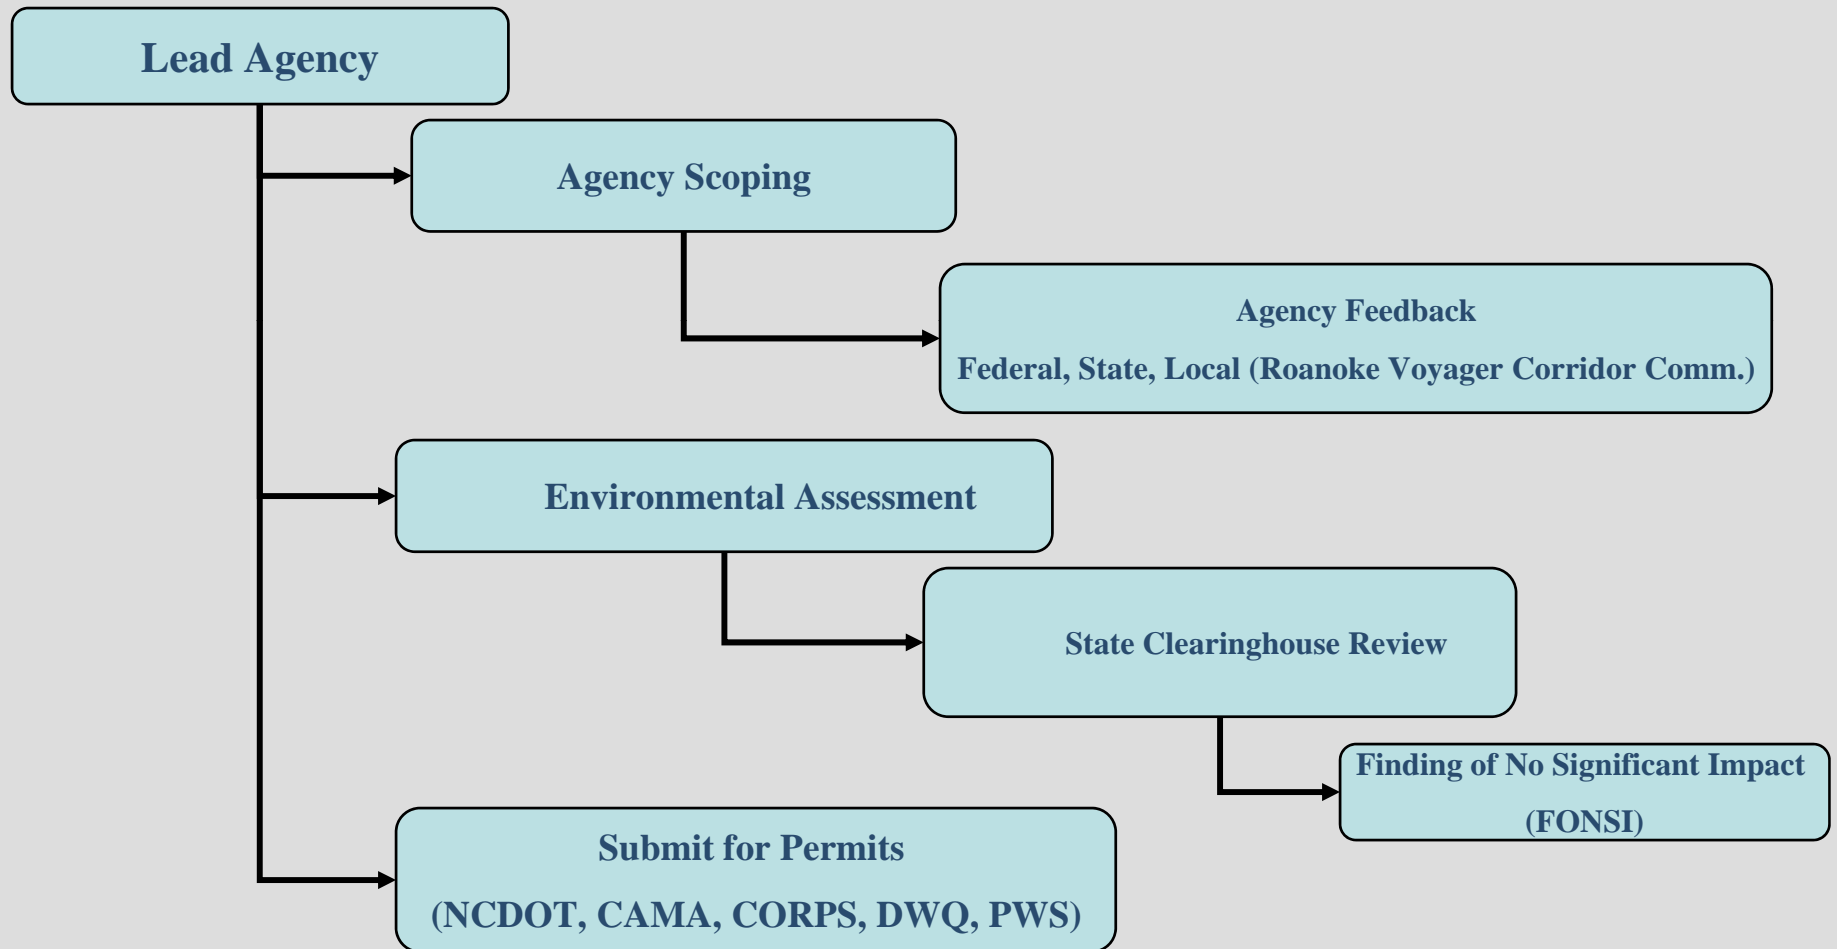 Lead Agency
Agency Scoping
Agency Feedback
Federal, State, Local (Roanoke Voyager Corridor Comm.)
Environmental Assessment
State Clearinghouse Review
Finding of No Significant Impact
(FONSI)
Submit for Permits
(NCDOT, CAMA, CORPS, DWQ, PWS)